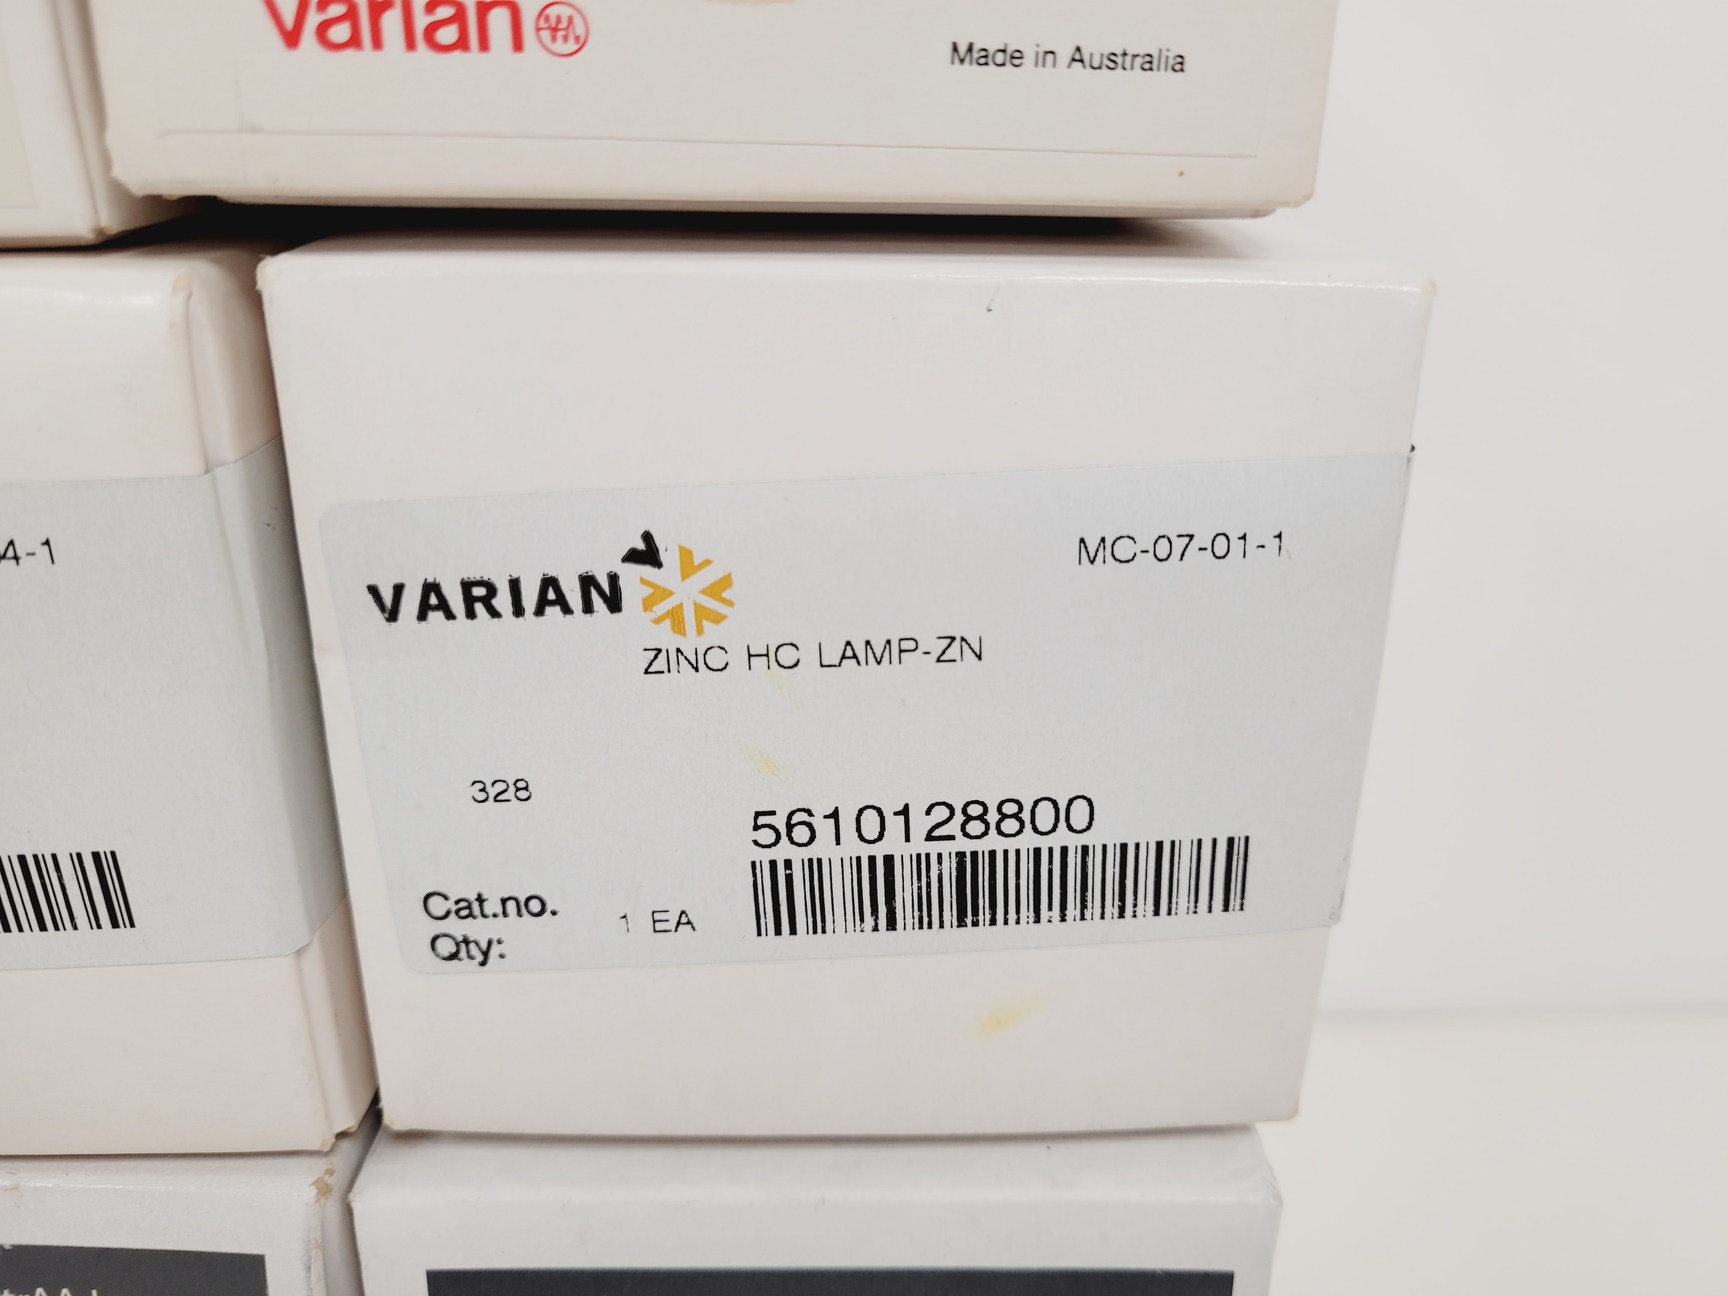 varian
Made in Australia
4-1
VARIAN
MC-07-01-1
ZINC HC LAMP-ZN
328
5610128800
Cat.no.
1 EA
Qty: